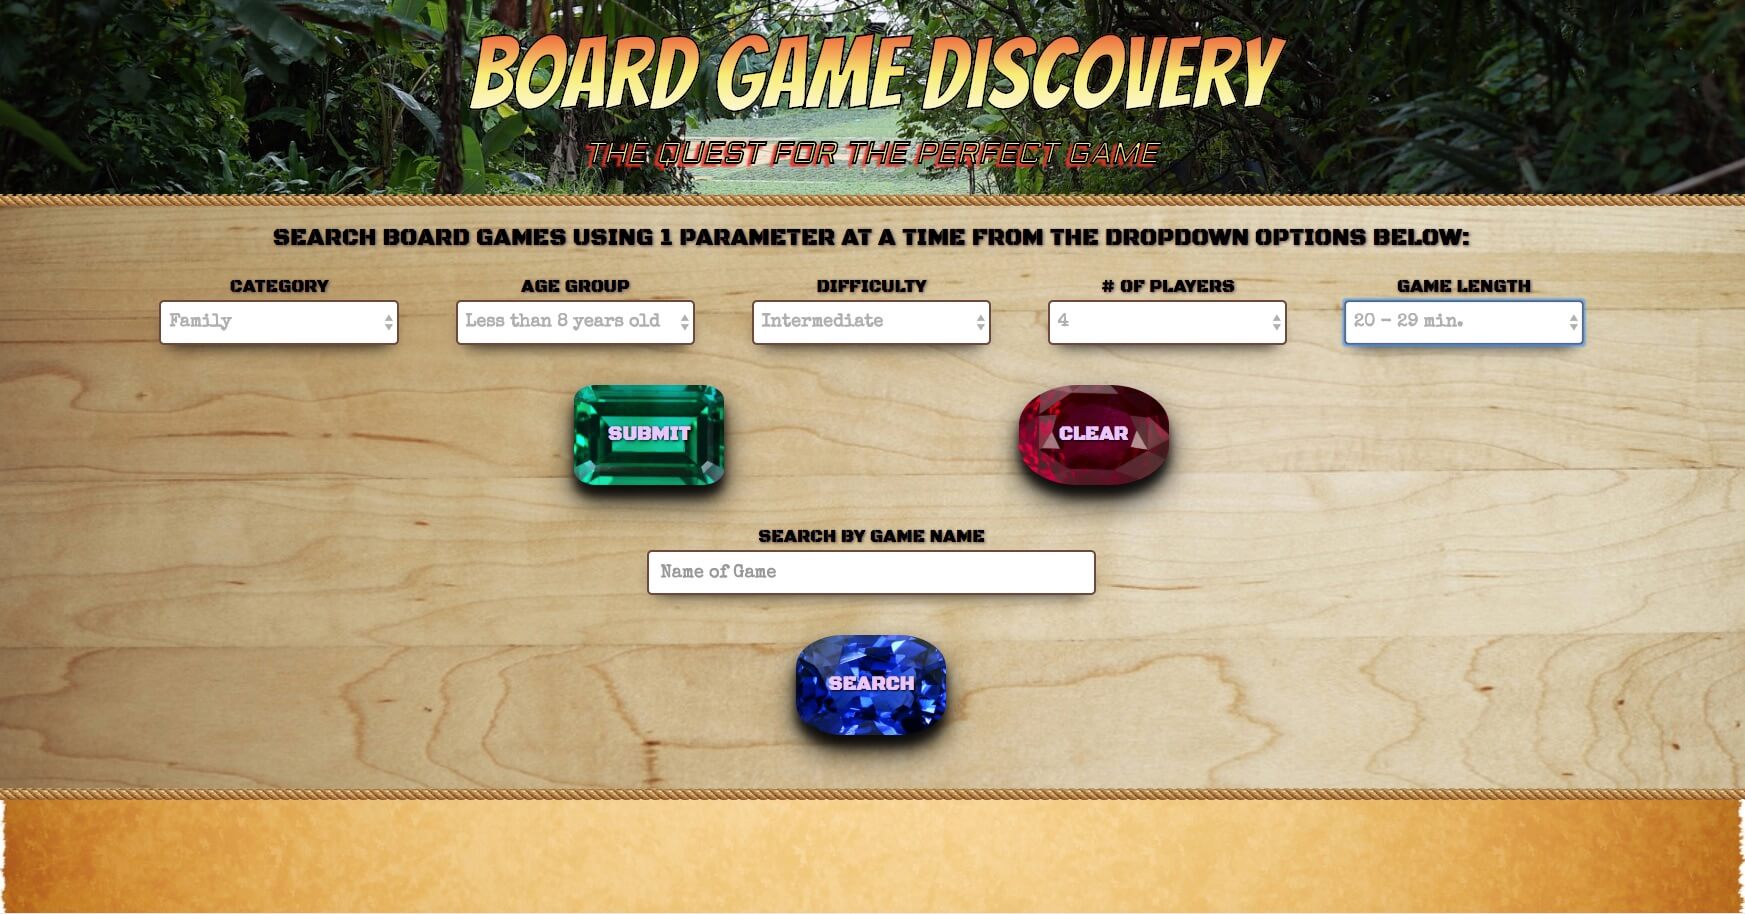 BOARD GAME DISCOVERY
THE QUEST FOR THE PERFECT GAME
SEARCH BOARD GAMES USING 1 PARAMETER AT A TIME FROM THE DROPDOWN OPTIONS BELOW:
CATEGORY AGE GROUP DIFFICULTY # OF PLAYERS GAME LENGTH
Family Less than 8 years old Intermediate 4 20 - 29 min.
SUBMIT CLEAR
SEARCH BY GAME NAME
Name of Game
SEARCH